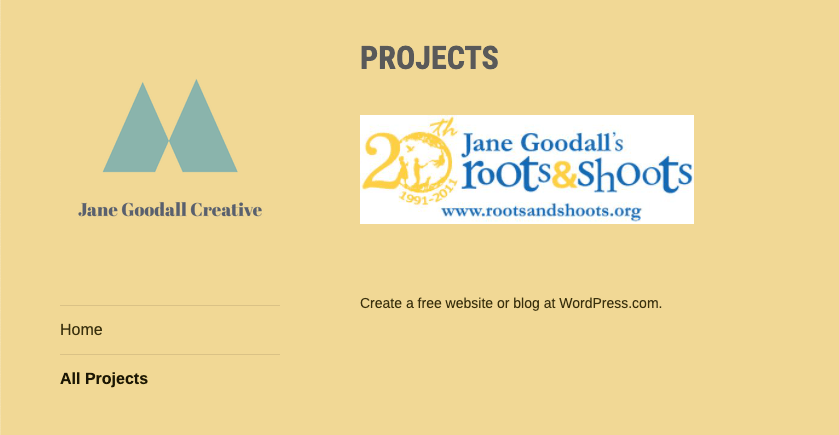 Jane Goodall Creative
Home
All Projects
PROJECTS
20th
1991-2011
Jane Goodall's
roots&shoots
www.rootsandshoots.org
Create a free website or blog at WordPress.com.